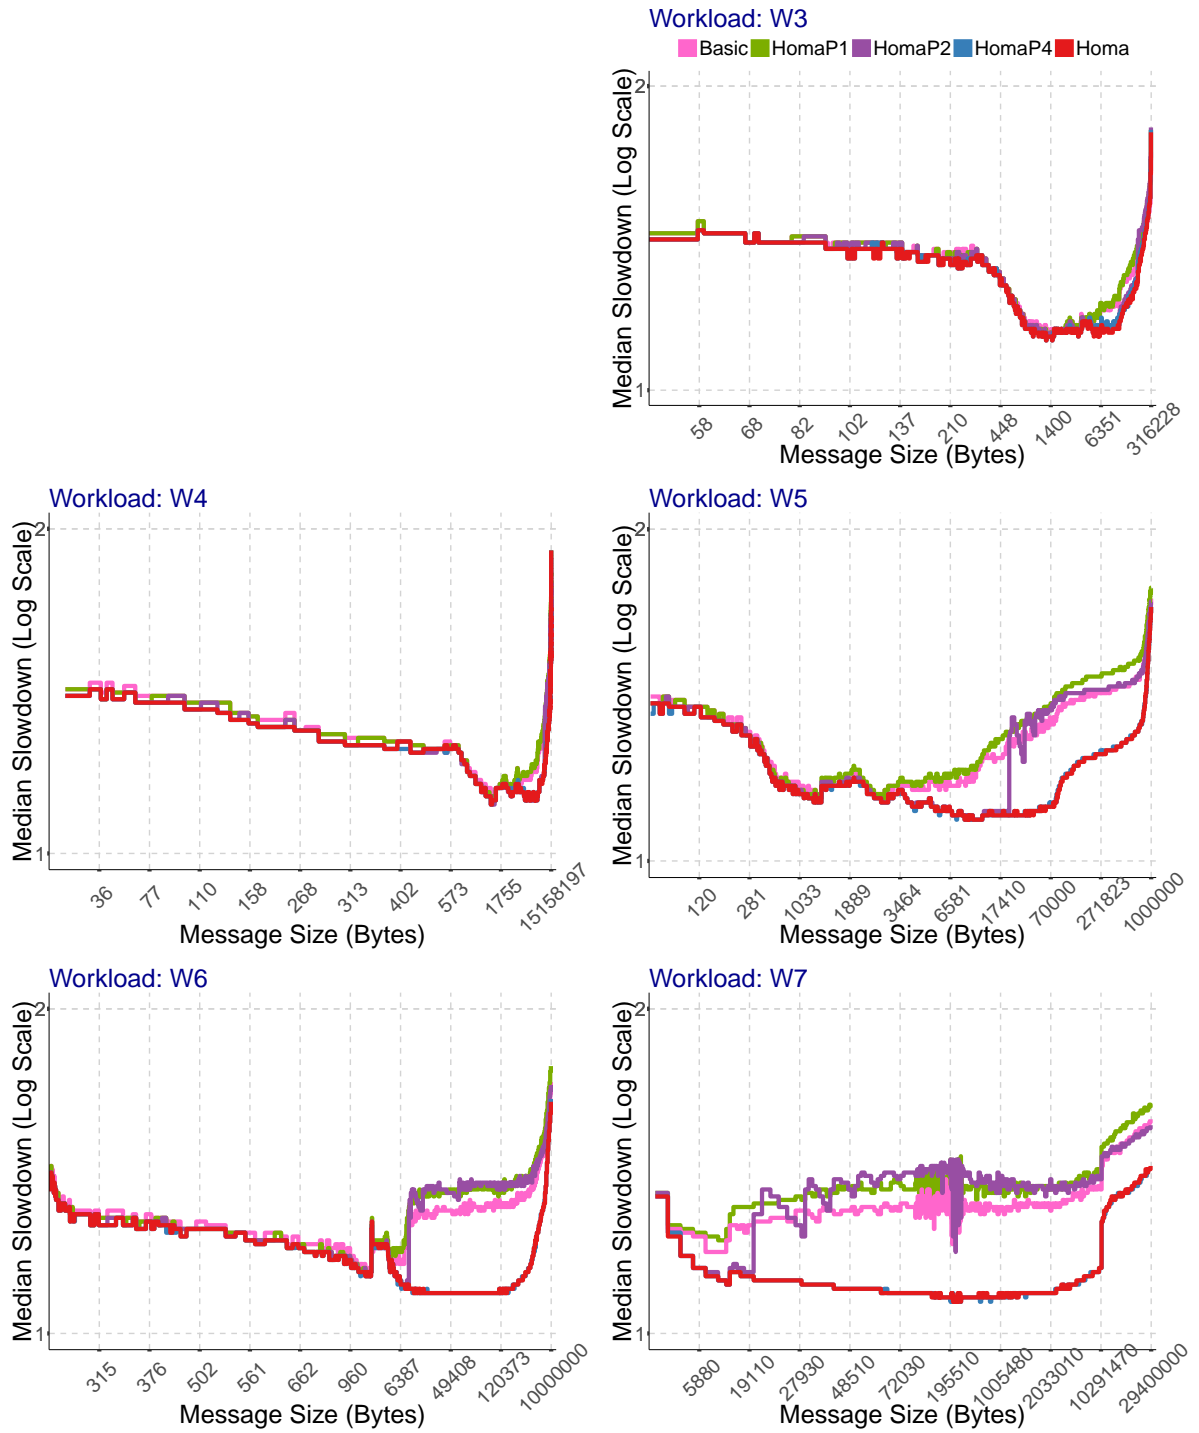 Workload: W3
Basic HomaP1 HomaP2 HomaP4 Homa
Median Slowdown (Log Scale)
2
1
58 68 82 102 137 210 448 1400 6351 316228
Message Size (Bytes)
Workload: W4
Median Slowdown (Log Scale)
2
1
36 77 110 158 268 313 402 573 1755 15158197
Message Size (Bytes)
Workload: W5
Median Slowdown (Log Scale)
2
1
120 281 1033 1889 3464 6581 17410 70000 271823 1000000
Message Size (Bytes)
Workload: W6
Median Slowdown (Log Scale)
2
1
315 376 502 561 662 960 6387 49408 120373 10000000
Message Size (Bytes)
Workload: W7
Median Slowdown (Log Scale)
2
1
5880 19110 27930 48510 72030 195510 1005480 2033010 10291470 29400000
Message Size (Bytes)